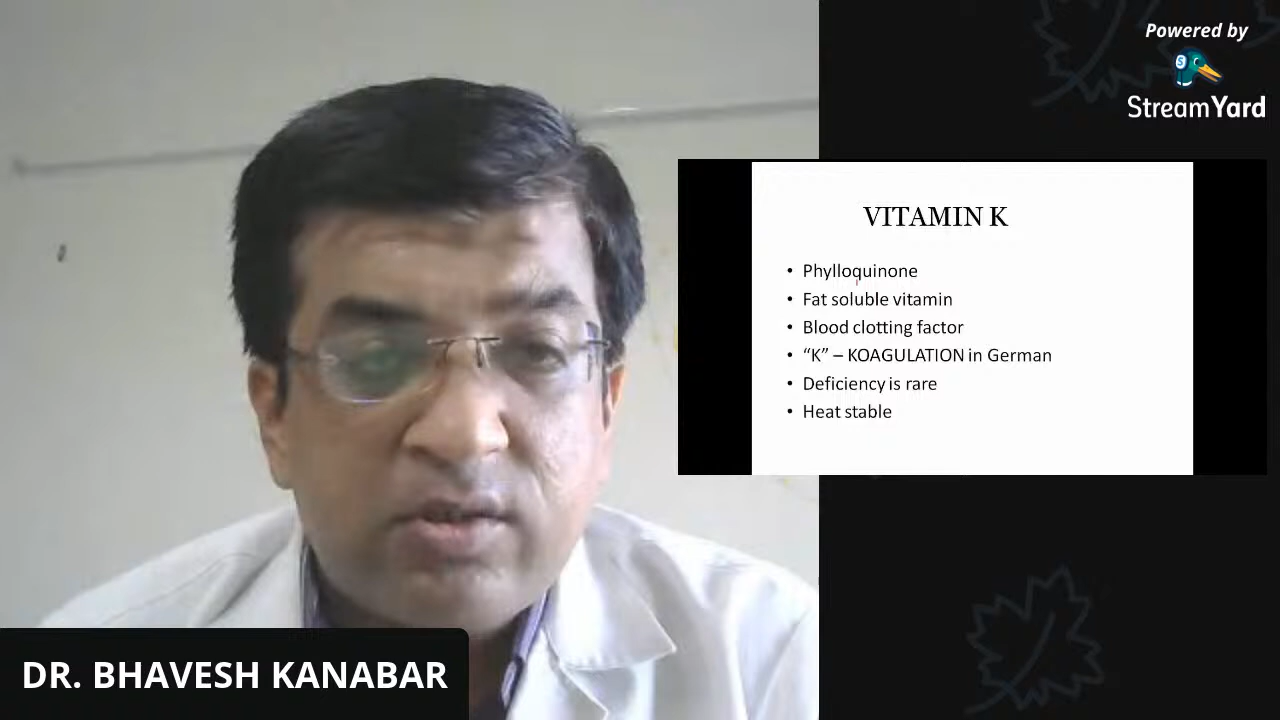 Powered by
StreamYard
VITAMIN K
• Phylloquinone
• Fat soluble vitamin
• Blood clotting factor
• “K” – KOAGULATION in German
• Deficiency is rare
• Heat stable
DR. BHAVESH KANABAR